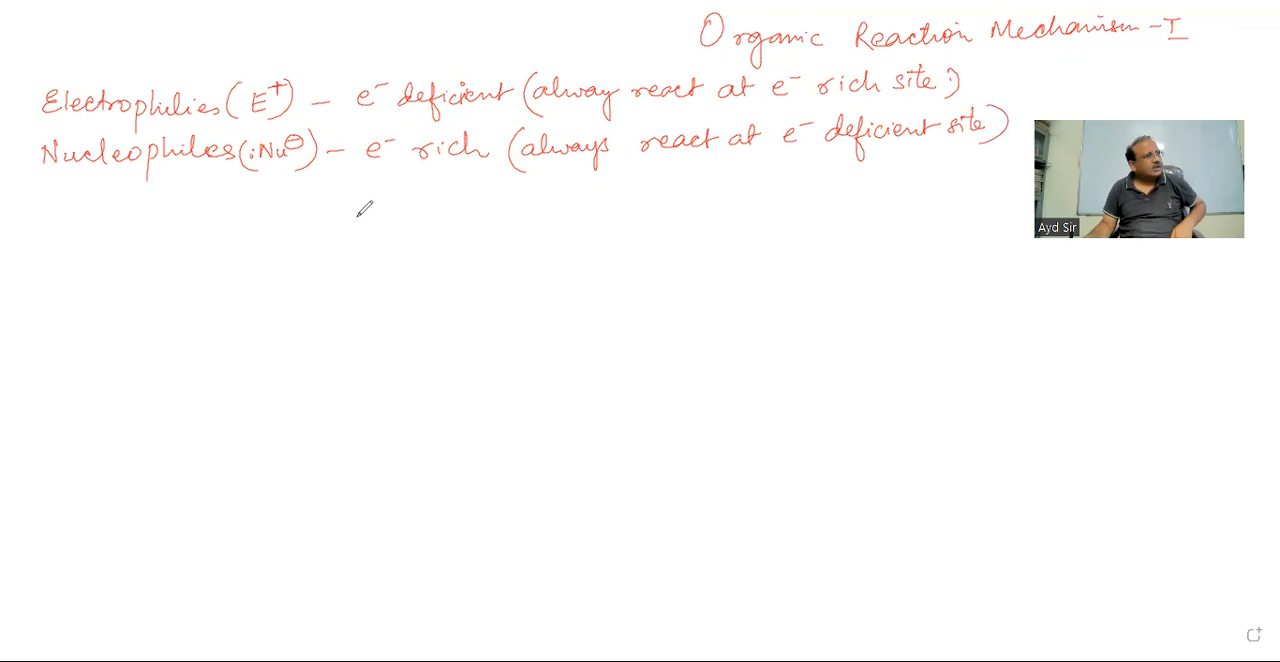 Organic Reaction Mechanism - I
Electrophilies (E⁺) - e⁻ deficient (alway react at e⁻ rich site:)
Nucleophiles (:Nu⊖) - e⁻ rich (always react at e⁻ deficient site)
Ayd Sir